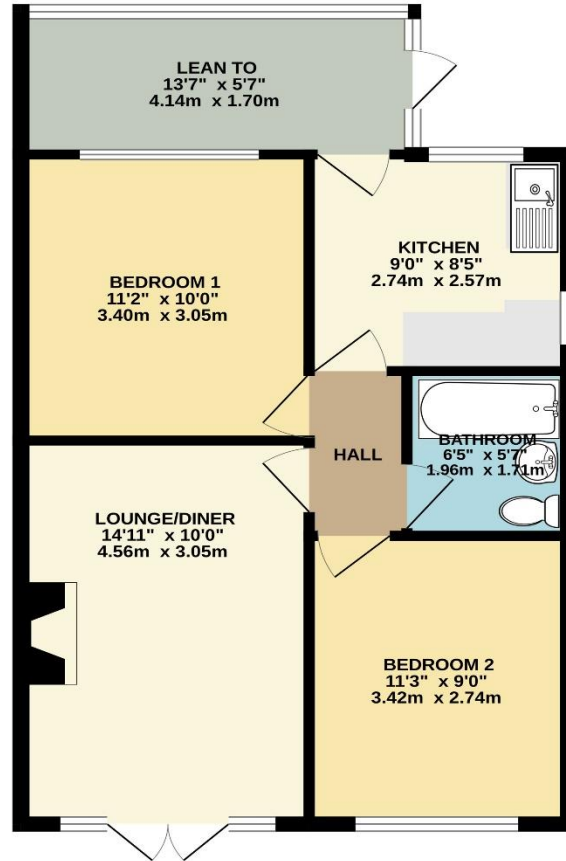 LEAN TO
13'7" x 5'7"
4.14m x 1.70m
BEDROOM 1
11'2" x 10'0"
3.40m x 3.05m
KITCHEN
9'0" x 8'5"
2.74m x 2.57m
HALL
BATHROOM
6'5" x 5'7"
1.96m x 1.71m
LOUNGE/DINER
14'11" x 10'0"
4.56m x 3.05m
BEDROOM 2
11'3" x 9'0"
3.42m x 2.74m